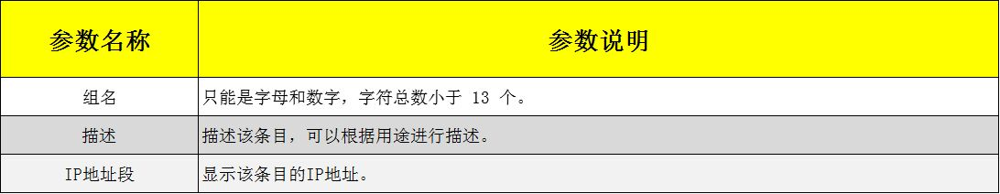 参数名称 参数说明
组名 只能是字母和数字，字符总数小于 13 个。
描述 描述该条目，可以根据用途进行描述。
IP地址段 显示该条目的IP地址。